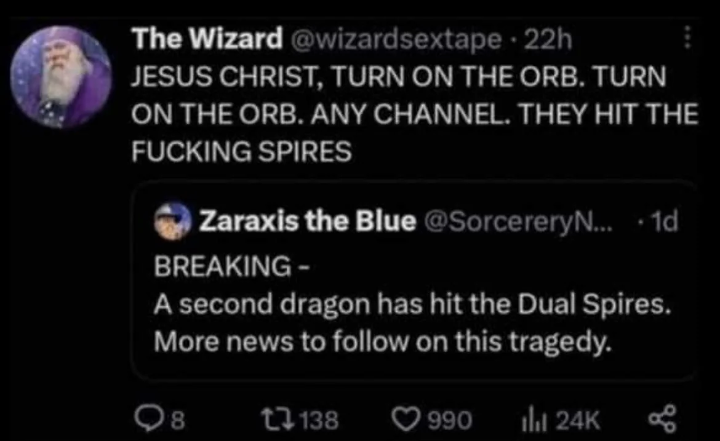 The Wizard @wizardsextape · 22h
JESUS CHRIST, TURN ON THE ORB. TURN
ON THE ORB. ANY CHANNEL. THEY HIT THE
FUCKING SPIRES
Zaraxis the Blue @SorceryN... · 1d
BREAKING -
A second dragon has hit the Dual Spires.
More news to follow on this tragedy.
8 138 990 24K